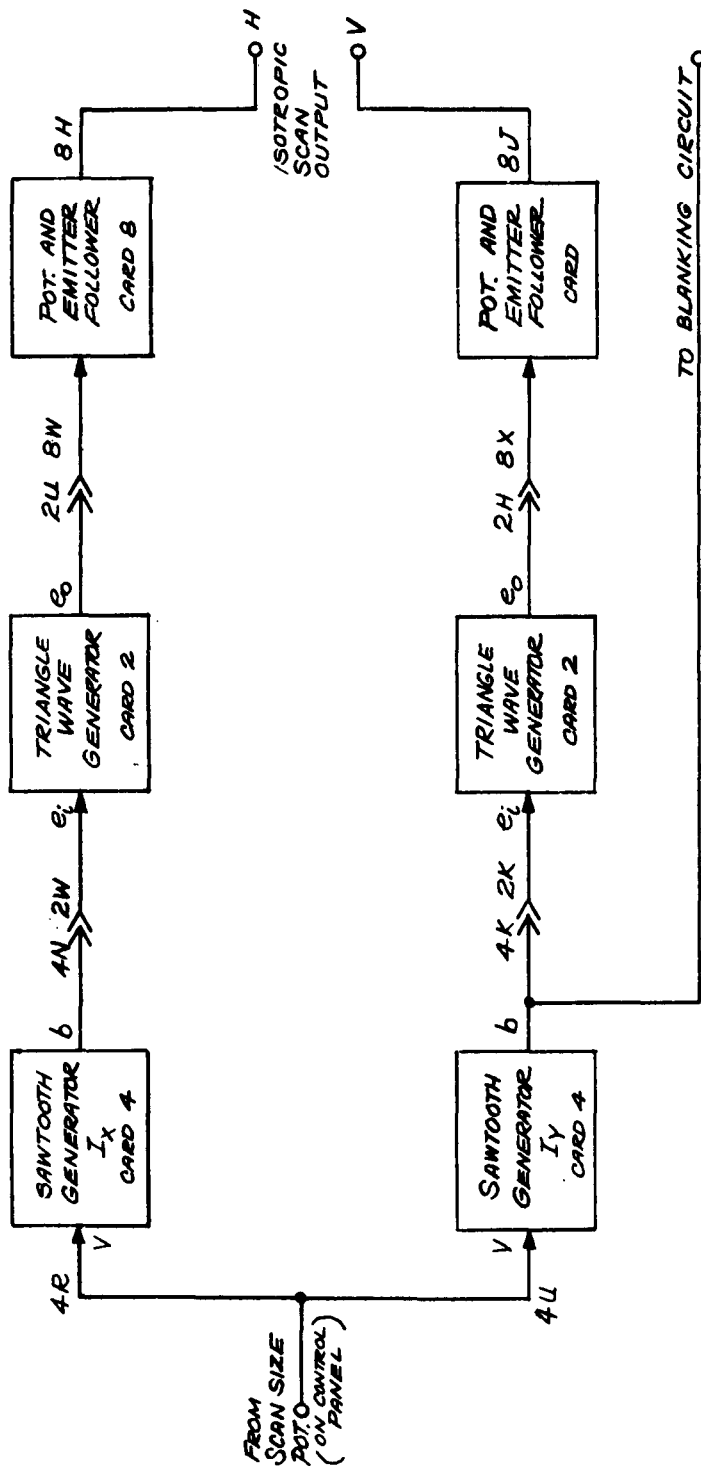 FROM
SCAN SIZE
POT.
(ON CONTROL
PANEL)
4R
V
SAWTOOTH
GENERATOR
IX
CARD 4
b
4N 2W
ei
TRIANGLE
WAVE
GENERATOR
CARD 2
eo
2U 8W
POT. AND
EMITTER
FOLLOWER
CARD 8
8H
H
ISOTROPIC
SCAN
OUTPUT
V
4U
V
SAWTOOTH
GENERATOR
IY
CARD 4
b
4K 2K
ei
TRIANGLE
WAVE
GENERATOR
CARD 2
eo
2H 8X
POT. AND
EMITTER
FOLLOWER
CARD
8J
TO BLANKING CIRCUIT